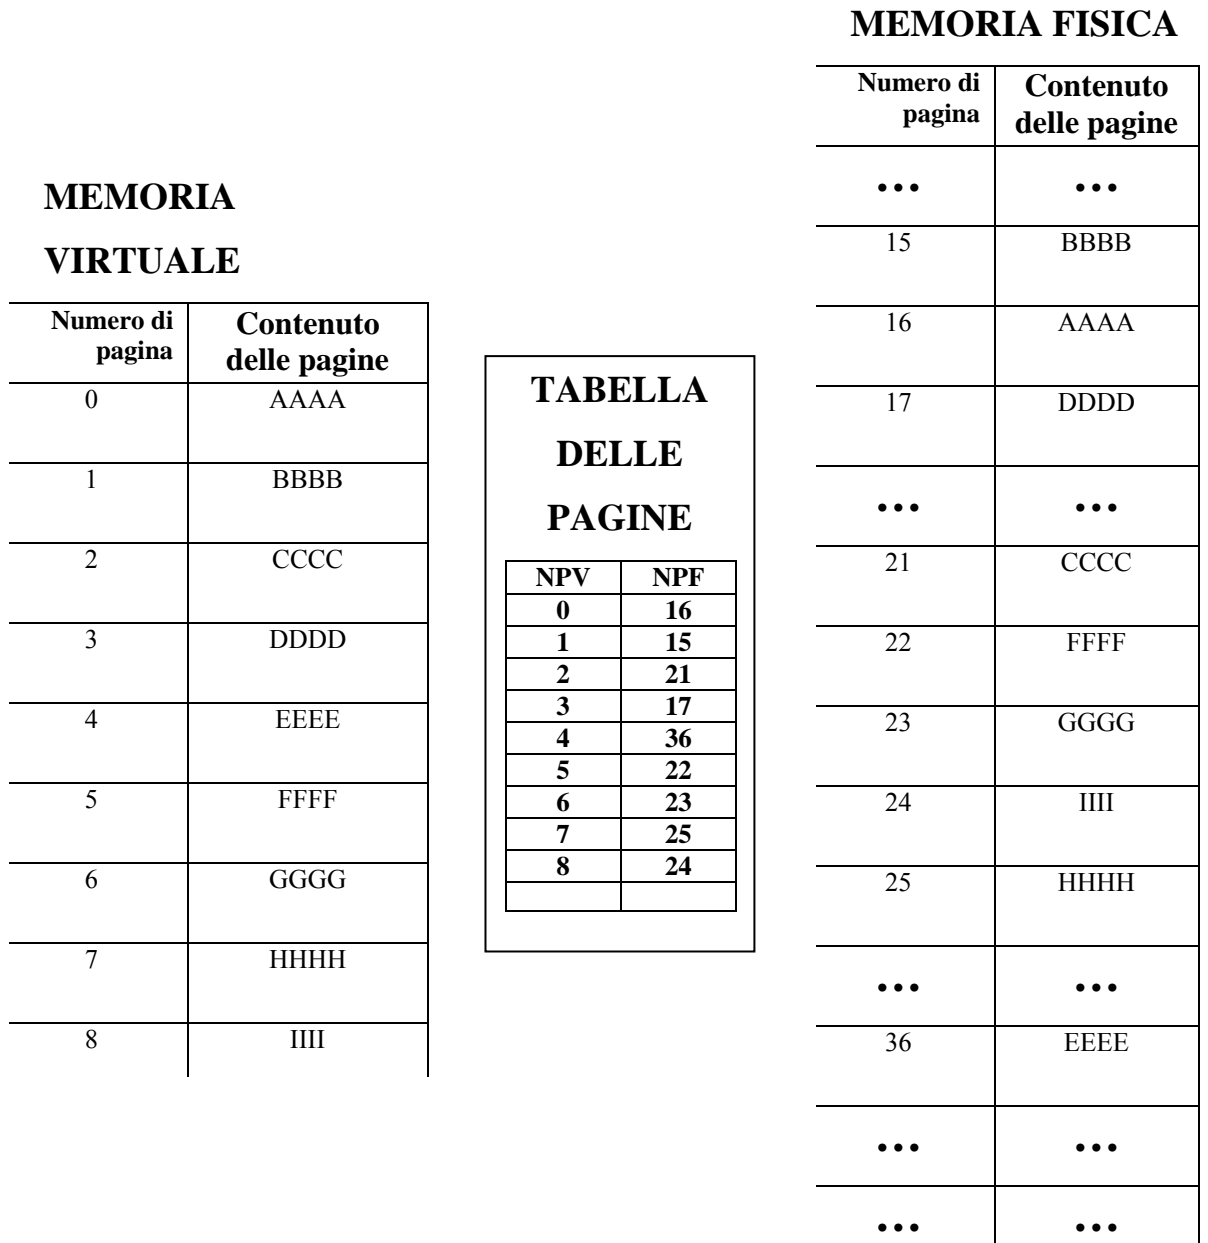 MEMORIA
VIRTUALE
Numero di pagina Contenuto delle pagine
0 AAAA
1 BBBB
2 CCCC
3 DDDD
4 EEEE
5 FFFF
6 GGGG
7 HHHH
8 IIII
TABELLA
DELLE
PAGINE
NPV NPF
0 16
1 15
2 21
3 17
4 36
5 22
6 23
7 25
8 24
MEMORIA FISICA
Numero di pagina Contenuto delle pagine
... ...
15 BBBB
16 AAAA
17 DDDD
... ...
21 CCCC
22 FFFF
23 GGGG
24 IIII
25 HHHH
... ...
36 EEEE
... ...
... ...